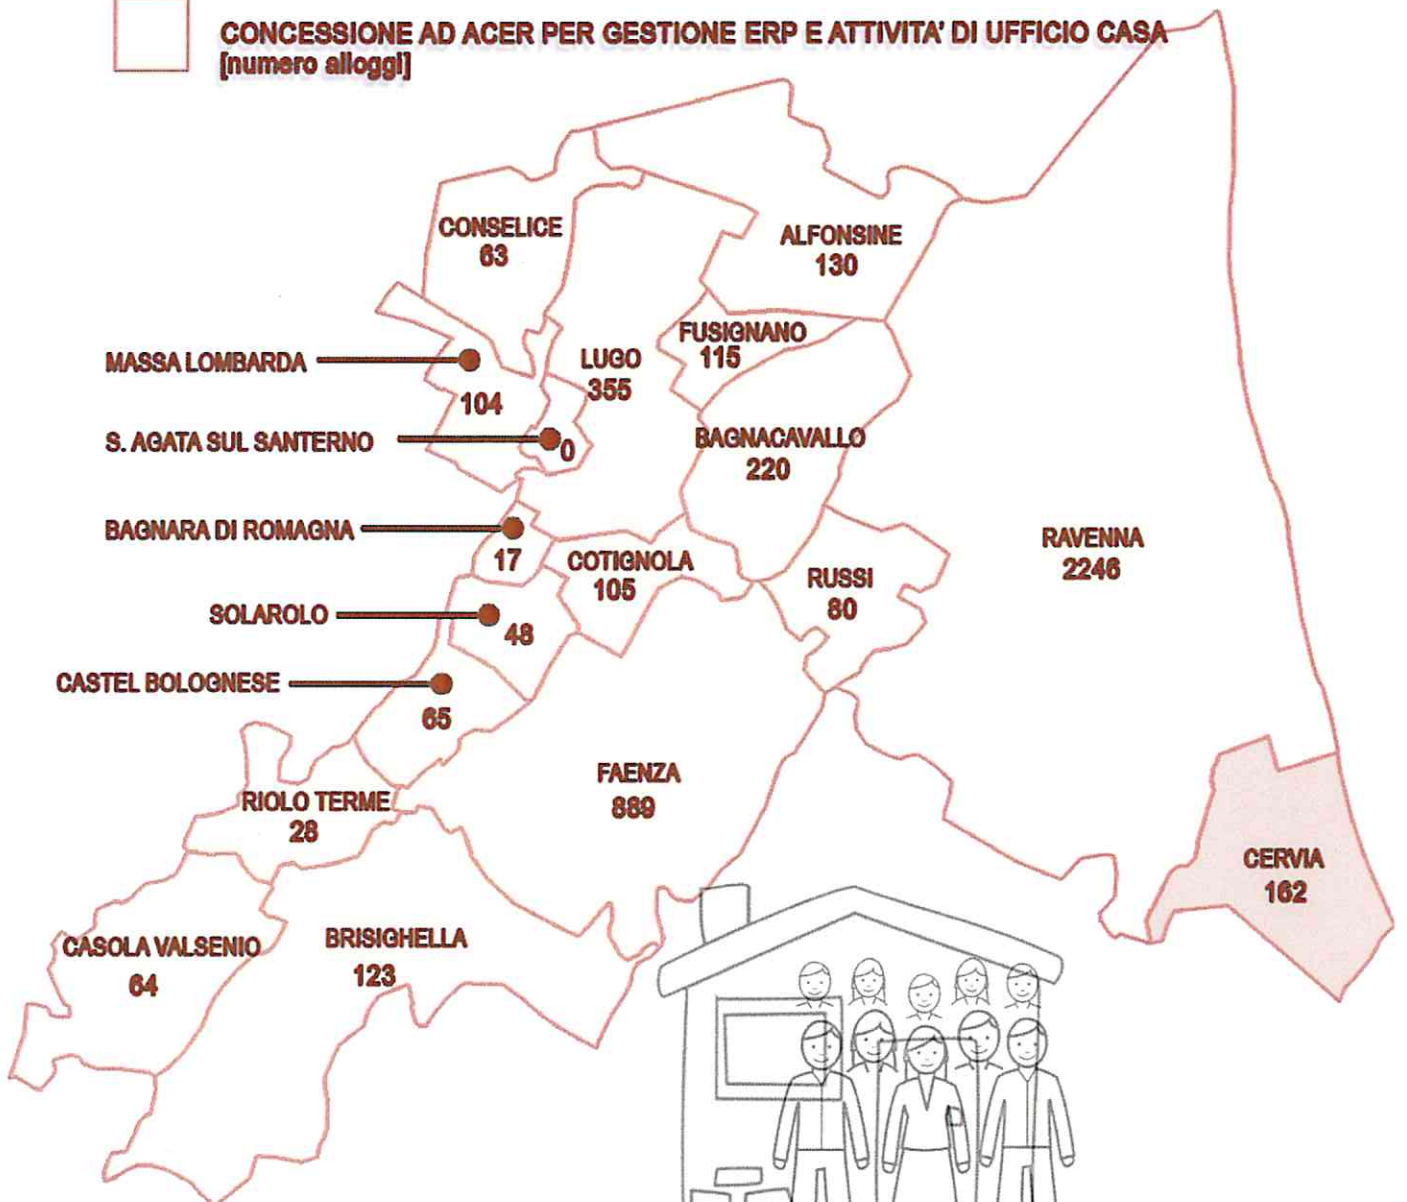 CONCESSIONE AD ACER PER GESTIONE ERP E ATTIVITA' DI UFFICIO CASA
[numero alloggi]
CONSELICE
63
ALFONSINE
130
FUSIGNANO
115
MASSA LOMBARDA
104
LUGO
355
S. AGATA SUL SANTERNO
0
BAGNACAVALLO
220
BAGNARA DI ROMAGNA
17
COTIGNOLA
105
RAVENNA
2246
RUSSI
80
SOLAROLO
48
CASTEL BOLOGNESE
65
FAENZA
889
RIOLO TERME
28
CERVIA
162
CASOLA VALSENIO
64
BRISIGHELLA
123